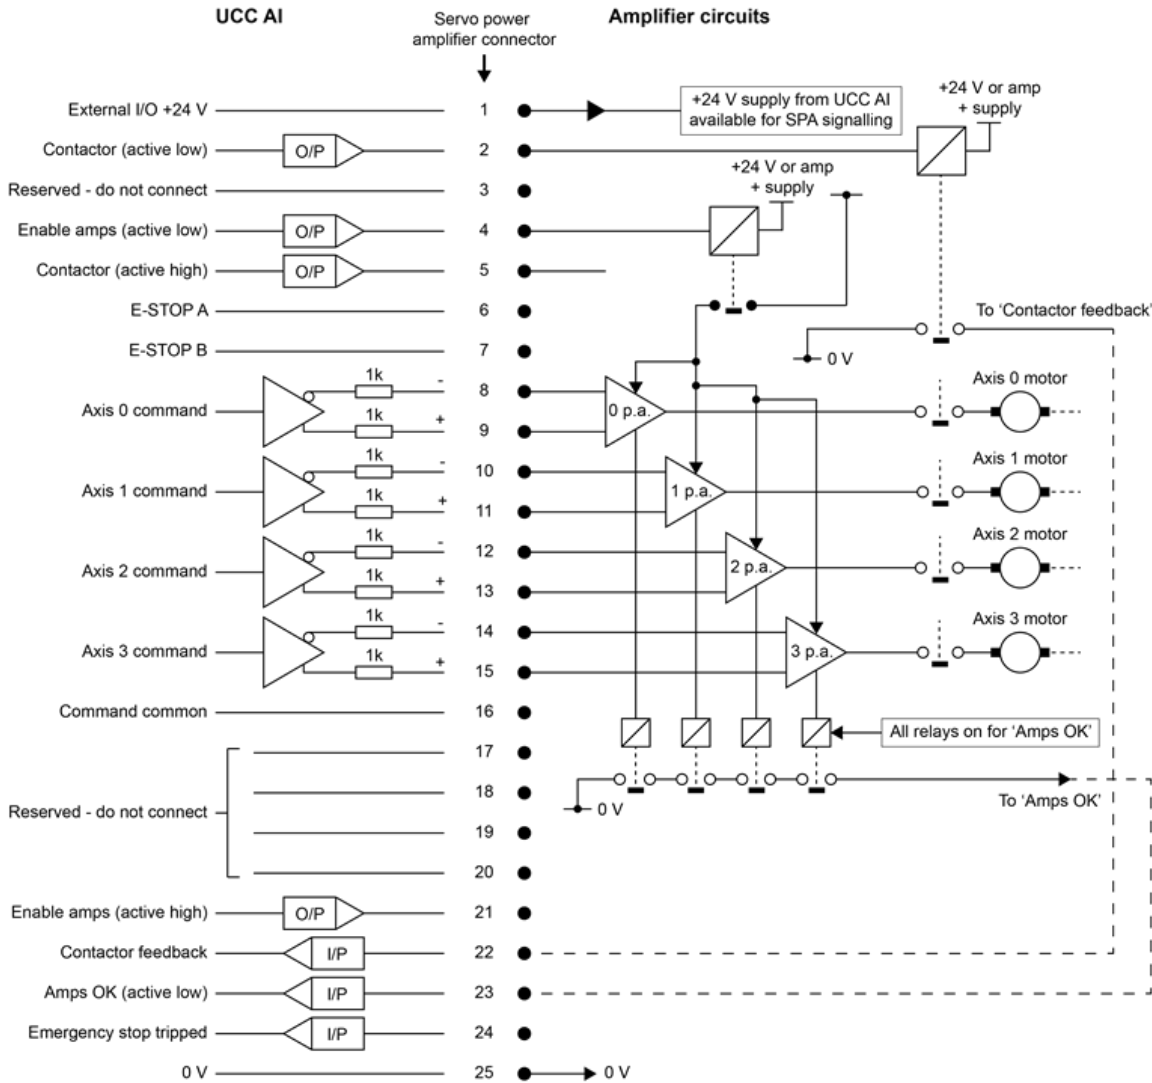 UCC AI
Servo power
amplifier connector
Amplifier circuits
External I/O +24 V
1
+24 V supply from UCC AI
available for SPA signalling
+24 V or amp
+ supply
Contactor (active low)
O/P
2
Reserved - do not connect
3
+24 V or amp
+ supply
Enable amps (active low)
O/P
4
Contactor (active high)
O/P
5
E-STOP A
6
To ‘Contactor feedback’
E-STOP B
7
0 V
Axis 0 command
1k
-
8
1k
+
9
0 p.a.
Axis 0 motor
Axis 1 command
1k
-
10
1k
+
11
1 p.a.
Axis 1 motor
Axis 2 command
1k
-
12
1k
+
13
2 p.a.
Axis 2 motor
Axis 3 command
1k
-
14
1k
+
15
3 p.a.
Axis 3 motor
Command common
16
All relays on for ‘Amps OK’
Reserved - do not connect
17
18
19
20
0 V
To ‘Amps OK’
Enable amps (active high)
O/P
21
Contactor feedback
I/P
22
Amps OK (active low)
I/P
23
Emergency stop tripped
I/P
24
0 V
25
0 V